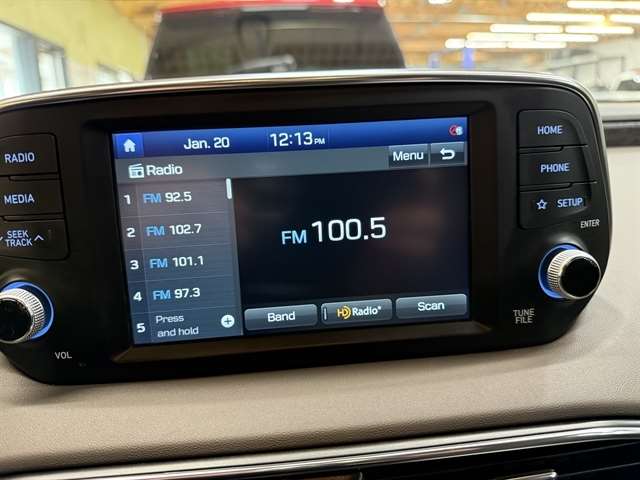 Jan. 20 12:13 PM
Radio
Menu
1 FM 92.5
2 FM 102.7
3 FM 101.1
4 FM 97.3
5 Press and hold
FM 100.5
Band
HD Radio
Scan
RADIO
MEDIA
SEEK
TRACK
VOL
HOME
PHONE
SETUP
ENTER
TUNE
FILE